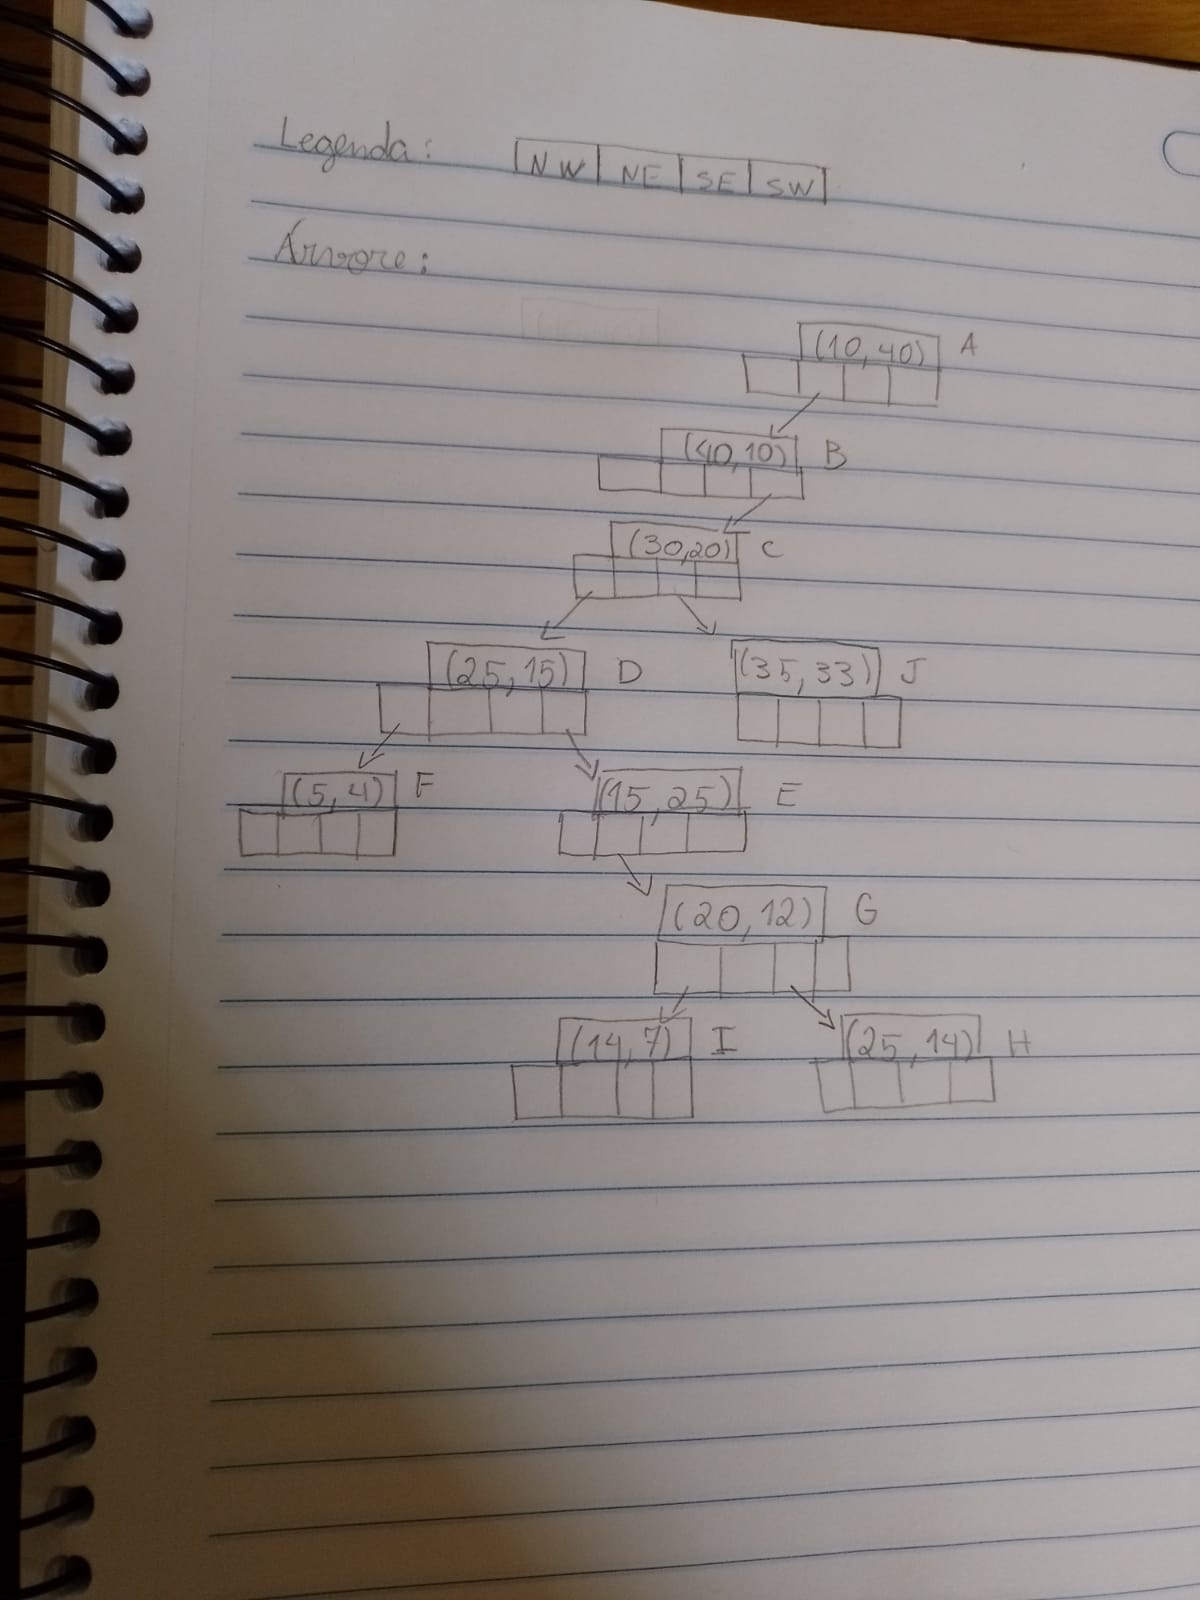 Legenda: NW NE SE SW
Árvore:
(10,40) A
(40,10) B
(30,20) C
(25,15) D (35,33) J
(5,4) F (15,25) E
(20,12) G
(14,7) I (25,14) H